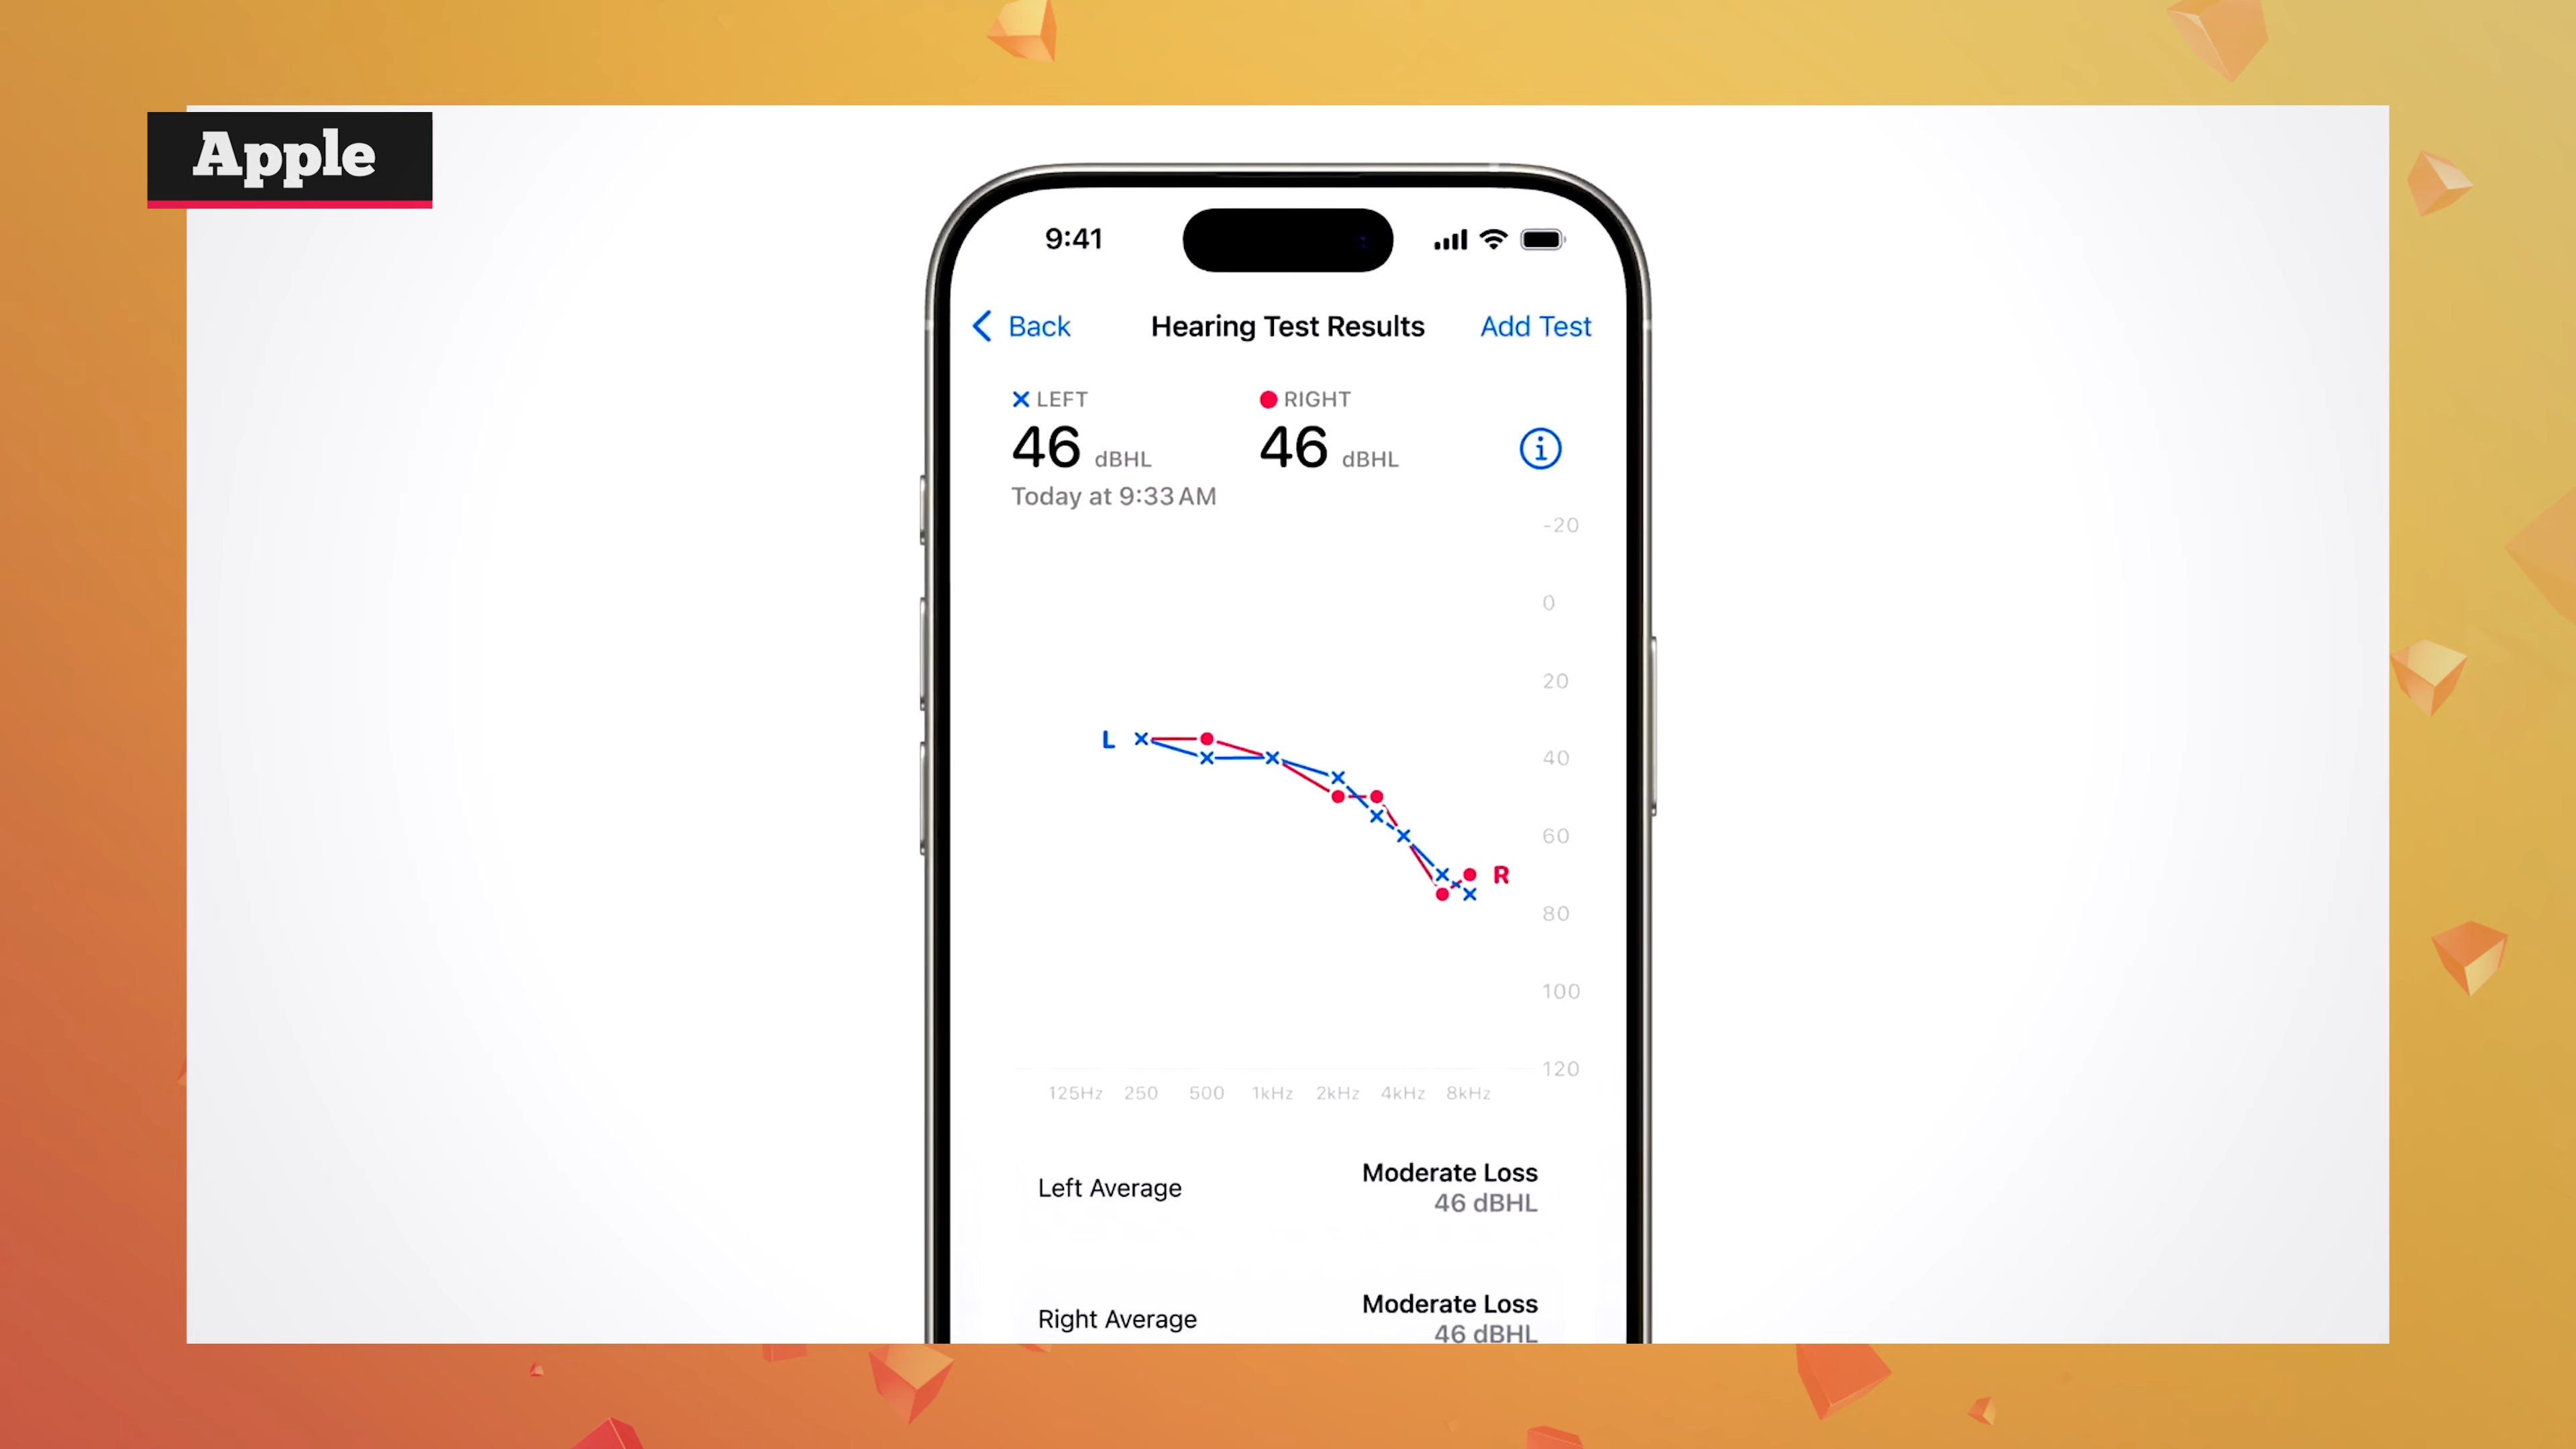 Apple
9:41
Back Hearing Test Results Add Test
× LEFT RIGHT
46 dBHL 46 dBHL
Today at 9:33 AM
-20
0
20
L
40
60
R
80
100
120
125Hz 250 500 1kHz 2kHz 4kHz 8kHz
Moderate Loss
Left Average
46 dBHL
Moderate Loss
Right Average
46 dBHL